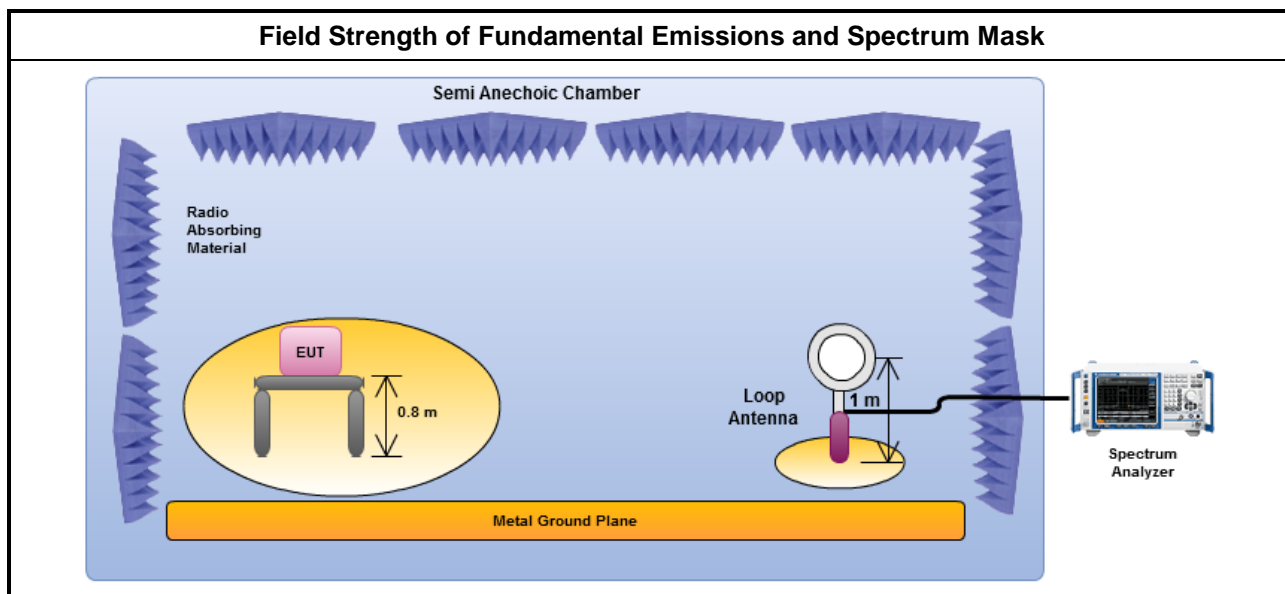 Field Strength of Fundamental Emissions and Spectrum Mask
Semi Anechoic Chamber
Radio
Absorbing
Material
EUT
0.8 m
Loop
Antenna
1 m
Spectrum
Analyzer
Metal Ground Plane